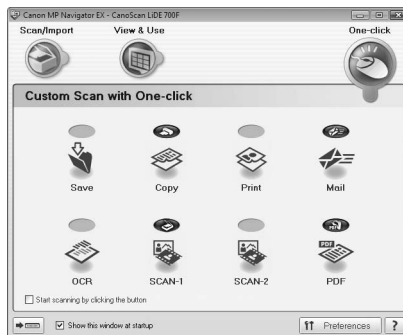 Canon MP Navigator EX - CanoScan LiDE 700F
Scan/Import View & Use One-click
Custom Scan with One-click
Save Copy Print Mail
PDF
OCR SCAN-1 SCAN-2 PDF
Start scanning by clicking the button
Show this window at startup Preferences ?